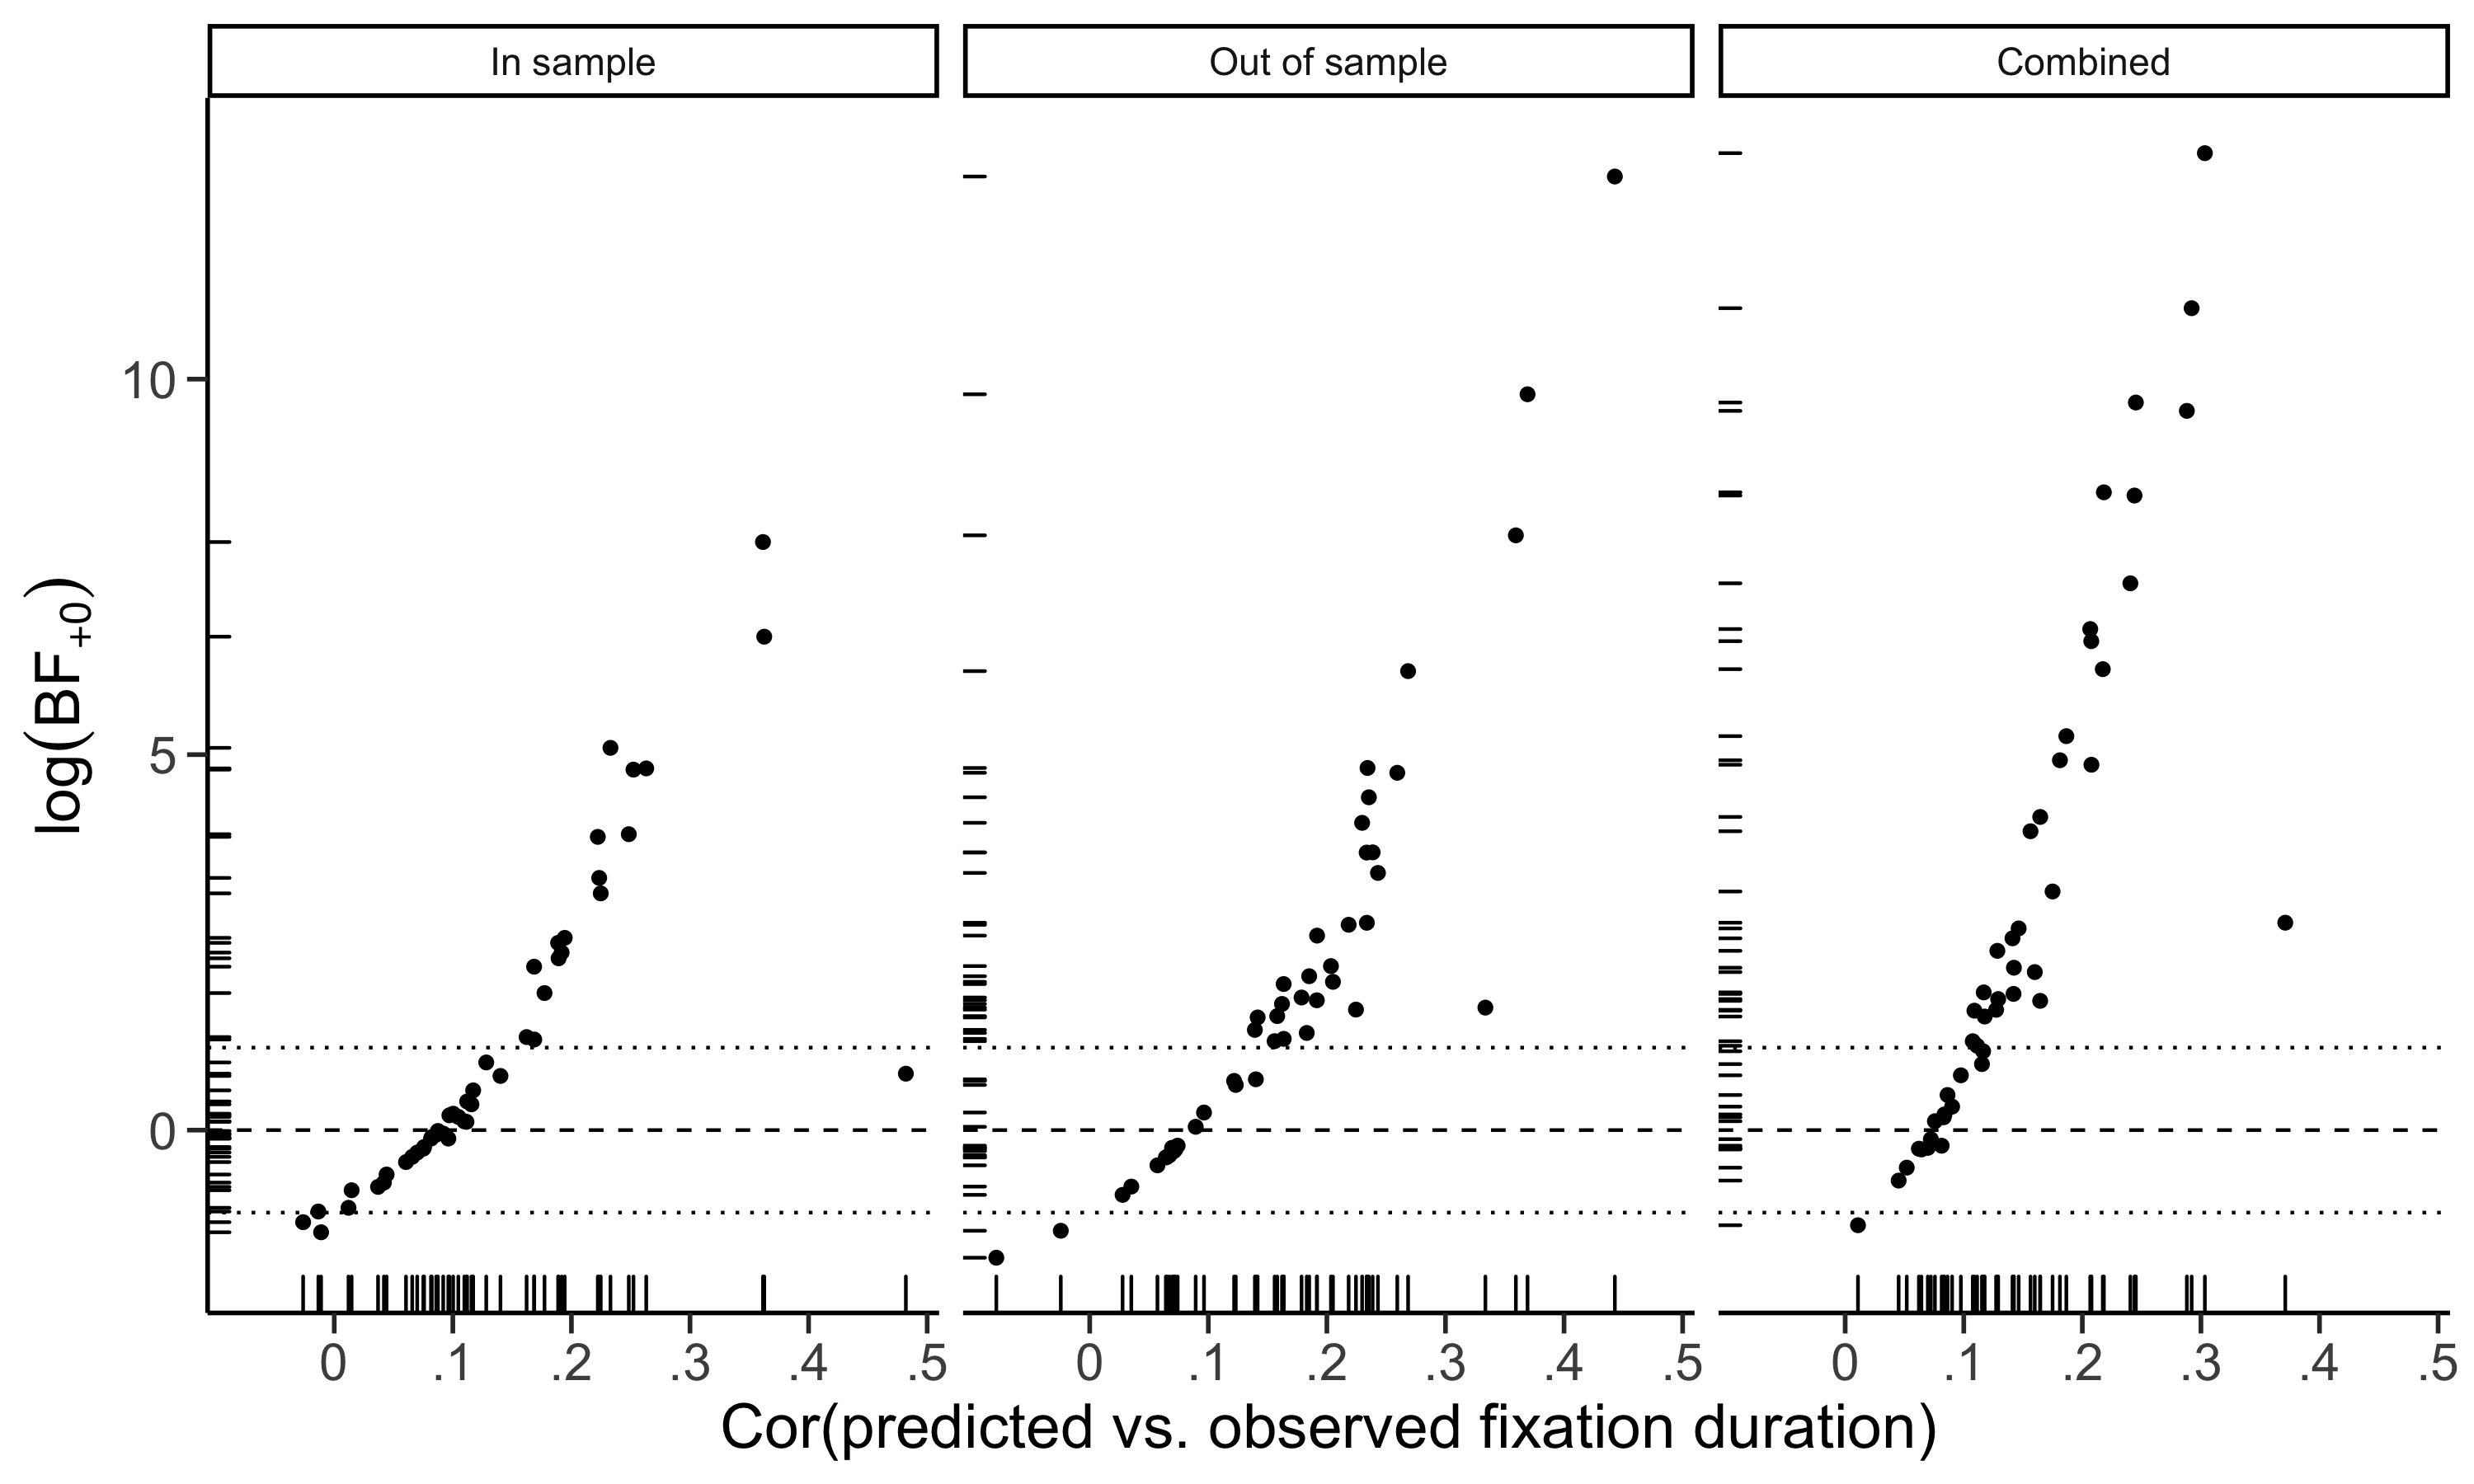 In sample
Out of sample
Combined
log(BF+0)
10
5
0
0 .1 .2 .3 .4 .5
0 .1 .2 .3 .4 .5
0 .1 .2 .3 .4 .5
Cor(predicted vs. observed fixation duration)